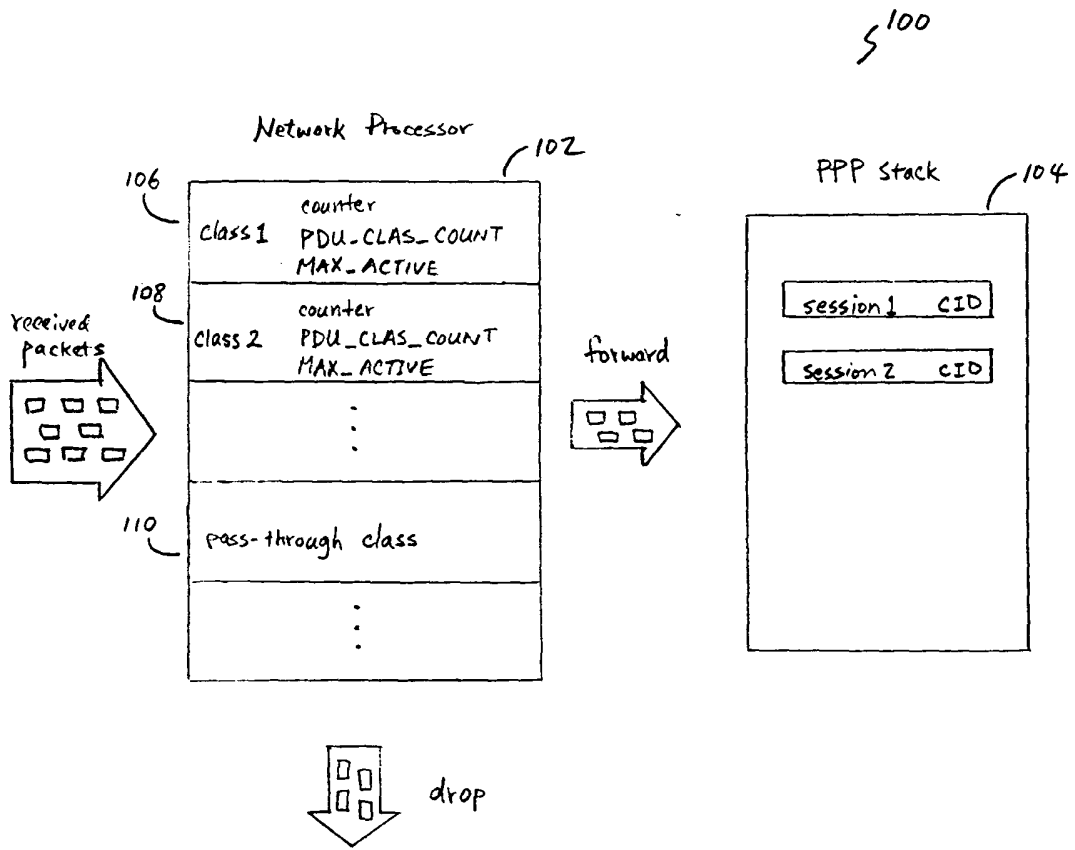 100
Network Processor
102
PPP stack
104
106
class 1
counter
PDU_CLAS_COUNT
MAX_ACTIVE
108
class 2
counter
PDU_CLAS_COUNT
MAX_ACTIVE
received
packets
forward
session 1 CID
session 2 CID
110
pass-through class
drop